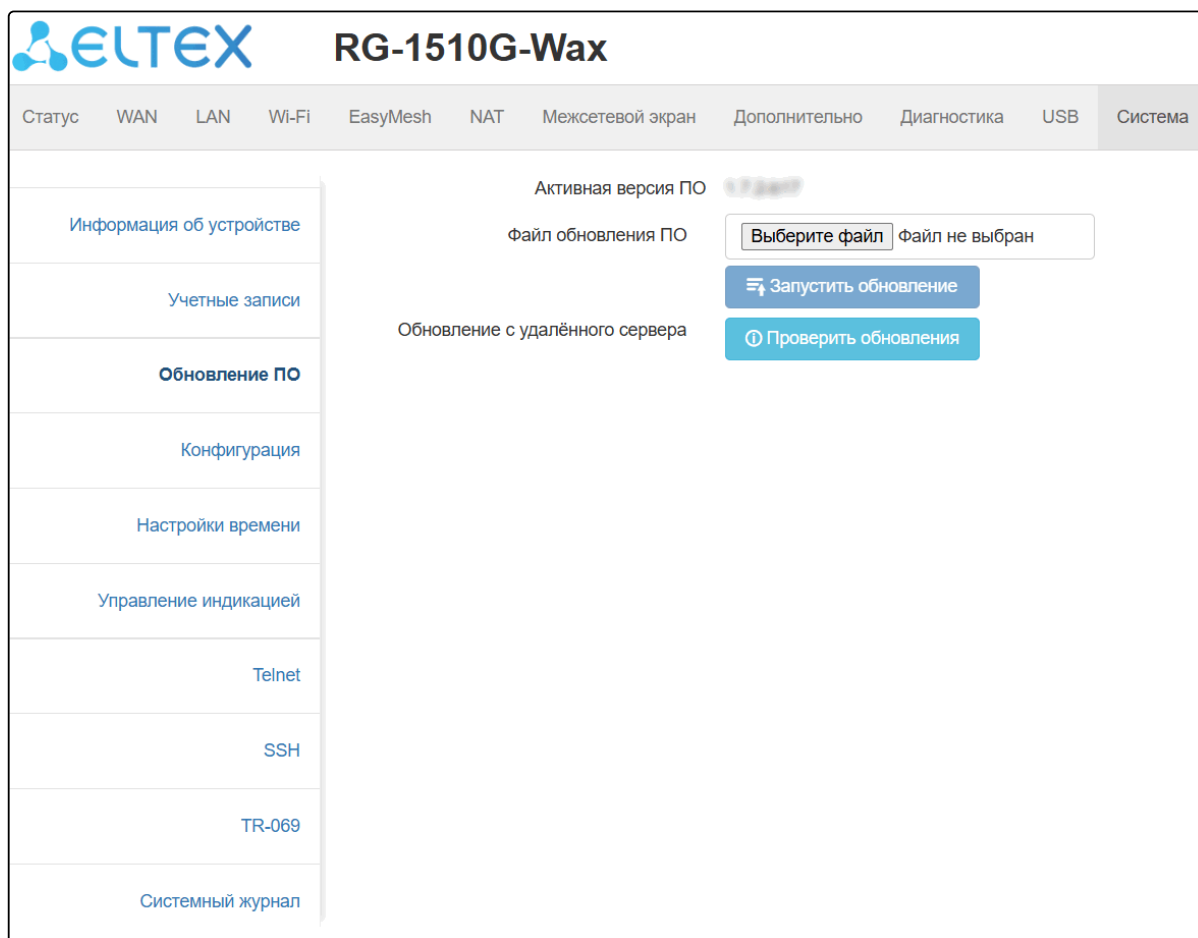 ELTEX RG-1510G-Wax
Статус WAN LAN Wi-Fi EasyMesh NAT Межсетевой экран Дополнительно Диагностика USB Система
Информация об устройстве
Учетные записи
Обновление ПО
Конфигурация
Настройки времени
Управление индикацией
Telnet
SSH
TR-069
Системный журнал
Активная версия ПО
Файл обновления ПО Выберите файл Файл не выбран
Запустить обновление
Обновление с удалённого сервера Проверить обновления